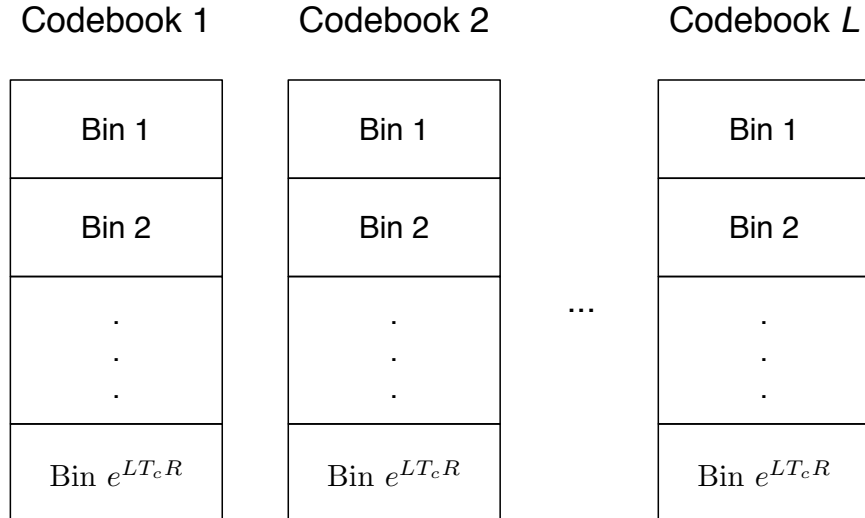 Codebook 1 Codebook 2 Codebook L
Bin 1 Bin 1 Bin 1
Bin 2 Bin 2 Bin 2
. . .
. . ... .
. . .
Bin $e^{LT_cR}$ Bin $e^{LT_cR}$ Bin $e^{LT_cR}$